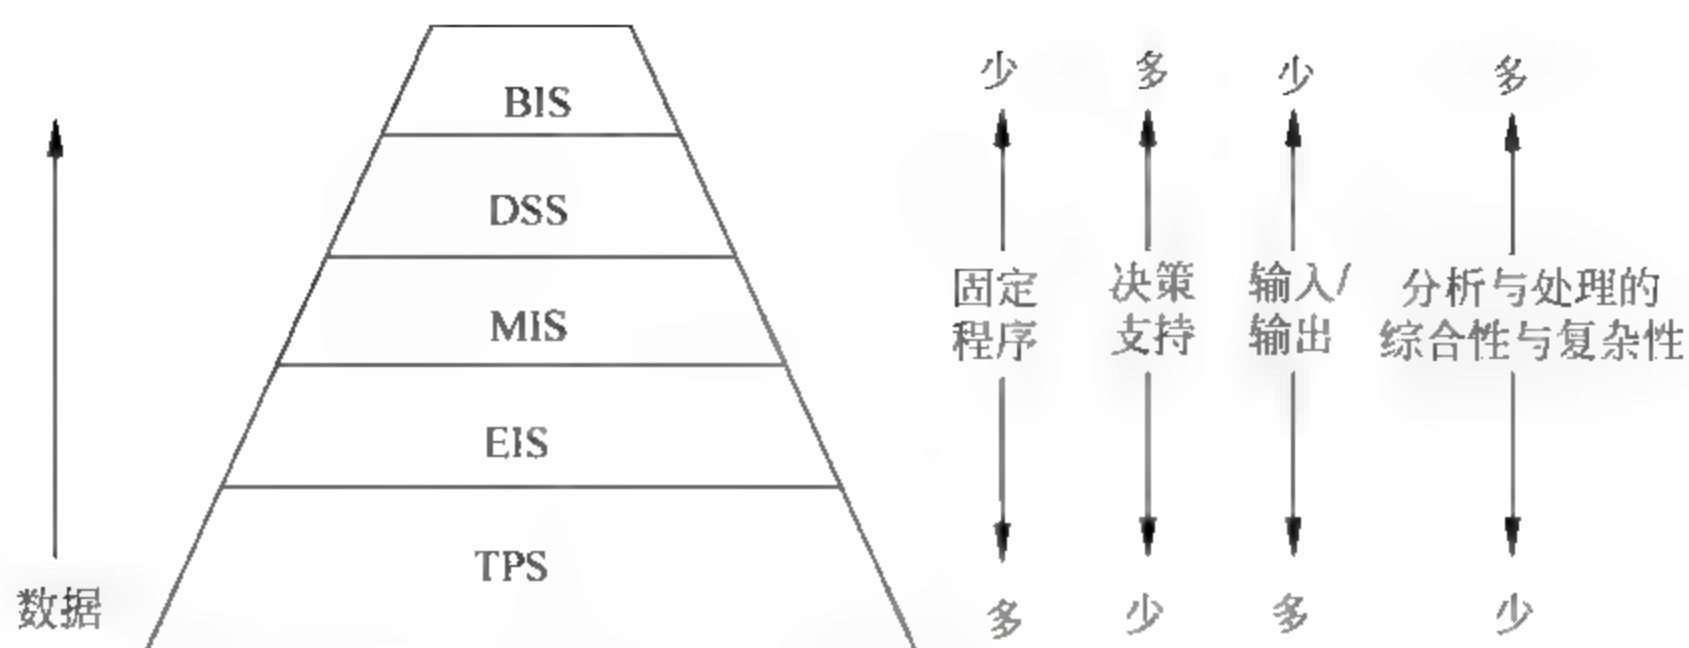 少 多 少 多
BIS
DSS
固定 决策 输入/ 分析与处理的
程序 支持 输出 综合性与复杂性
MIS
EIS
TPS
数据
多 少 多 少